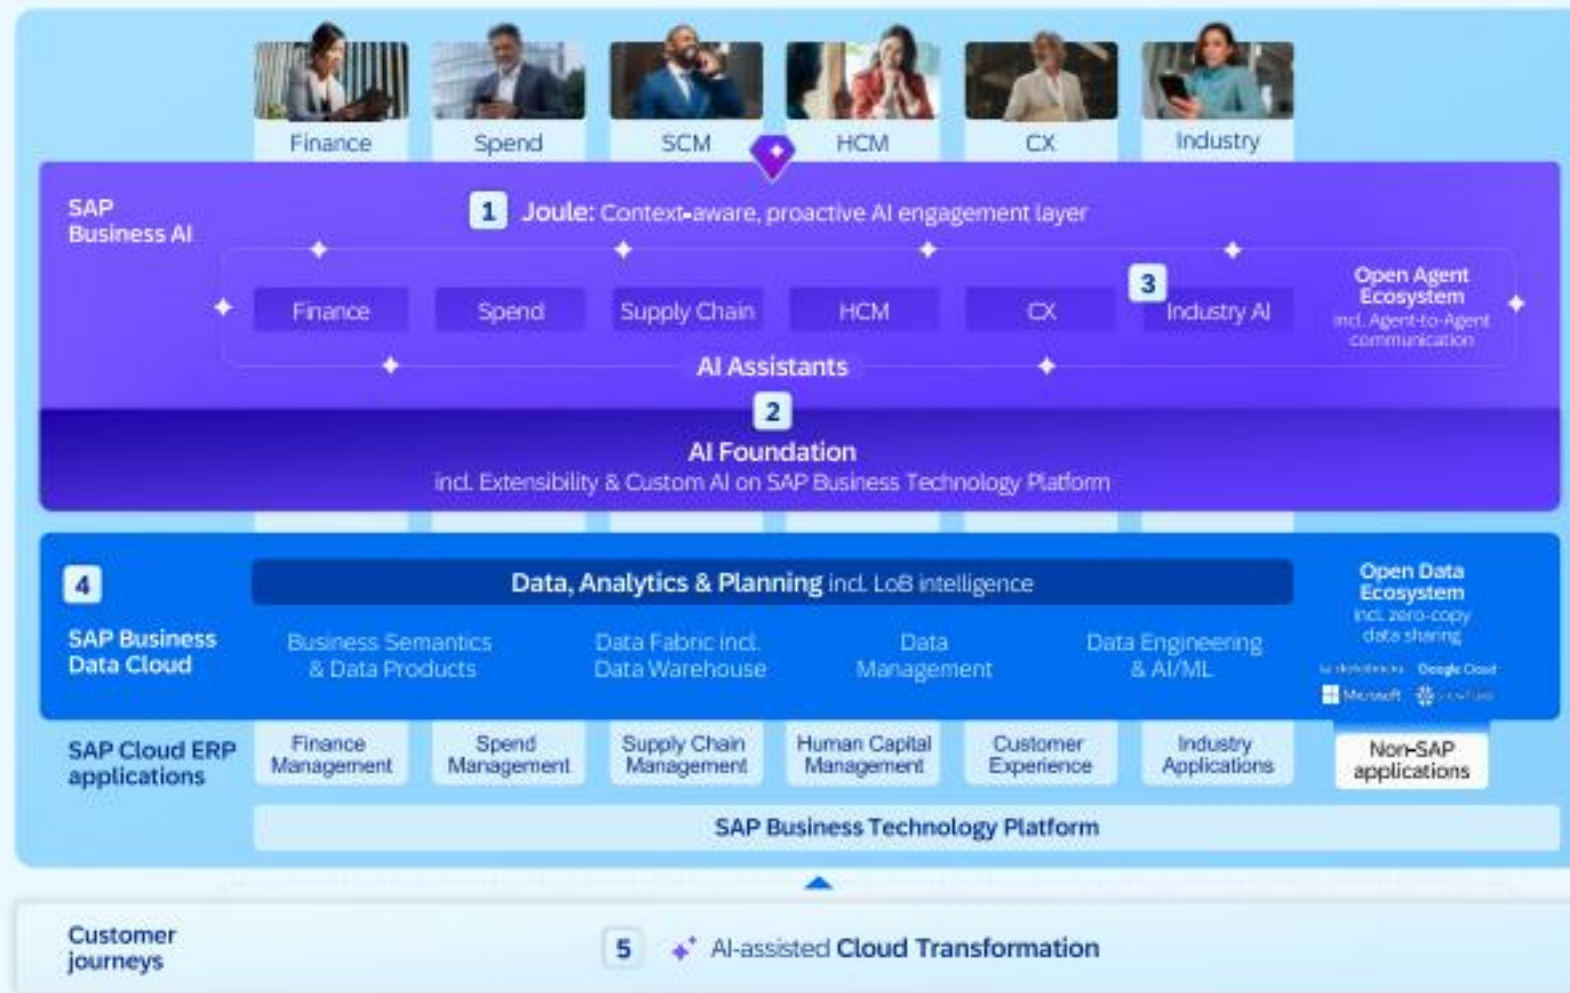 Finance
Spend
SCM
HCM
CX
Industry
SAP
Business AI
1 Joule: Context-aware, proactive AI engagement layer
Finance
Spend
Supply Chain
HCM
CX
3
Industry AI
Open Agent
Ecosystem
incl. Agent-to-Agent
communication
AI Assistants
2
AI Foundation
incl. Extensibility & Custom AI on SAP Business Technology Platform
4
SAP Business
Data Cloud
Data, Analytics & Planning incl. LoB intelligence
Business Semantics
& Data Products
Data Fabric incl.
Data Warehouse
Data
Management
Data Engineering
& AI/ML
Open Data
Ecosystem
incl. zero-copy
data sharing
Google Cloud
Microsoft
SAP Cloud ERP
applications
Finance
Management
Spend
Management
Supply Chain
Management
Human Capital
Management
Customer
Experience
Industry
Applications
Non-SAP
applications
SAP Business Technology Platform
Customer
journeys
5 AI-assisted Cloud Transformation